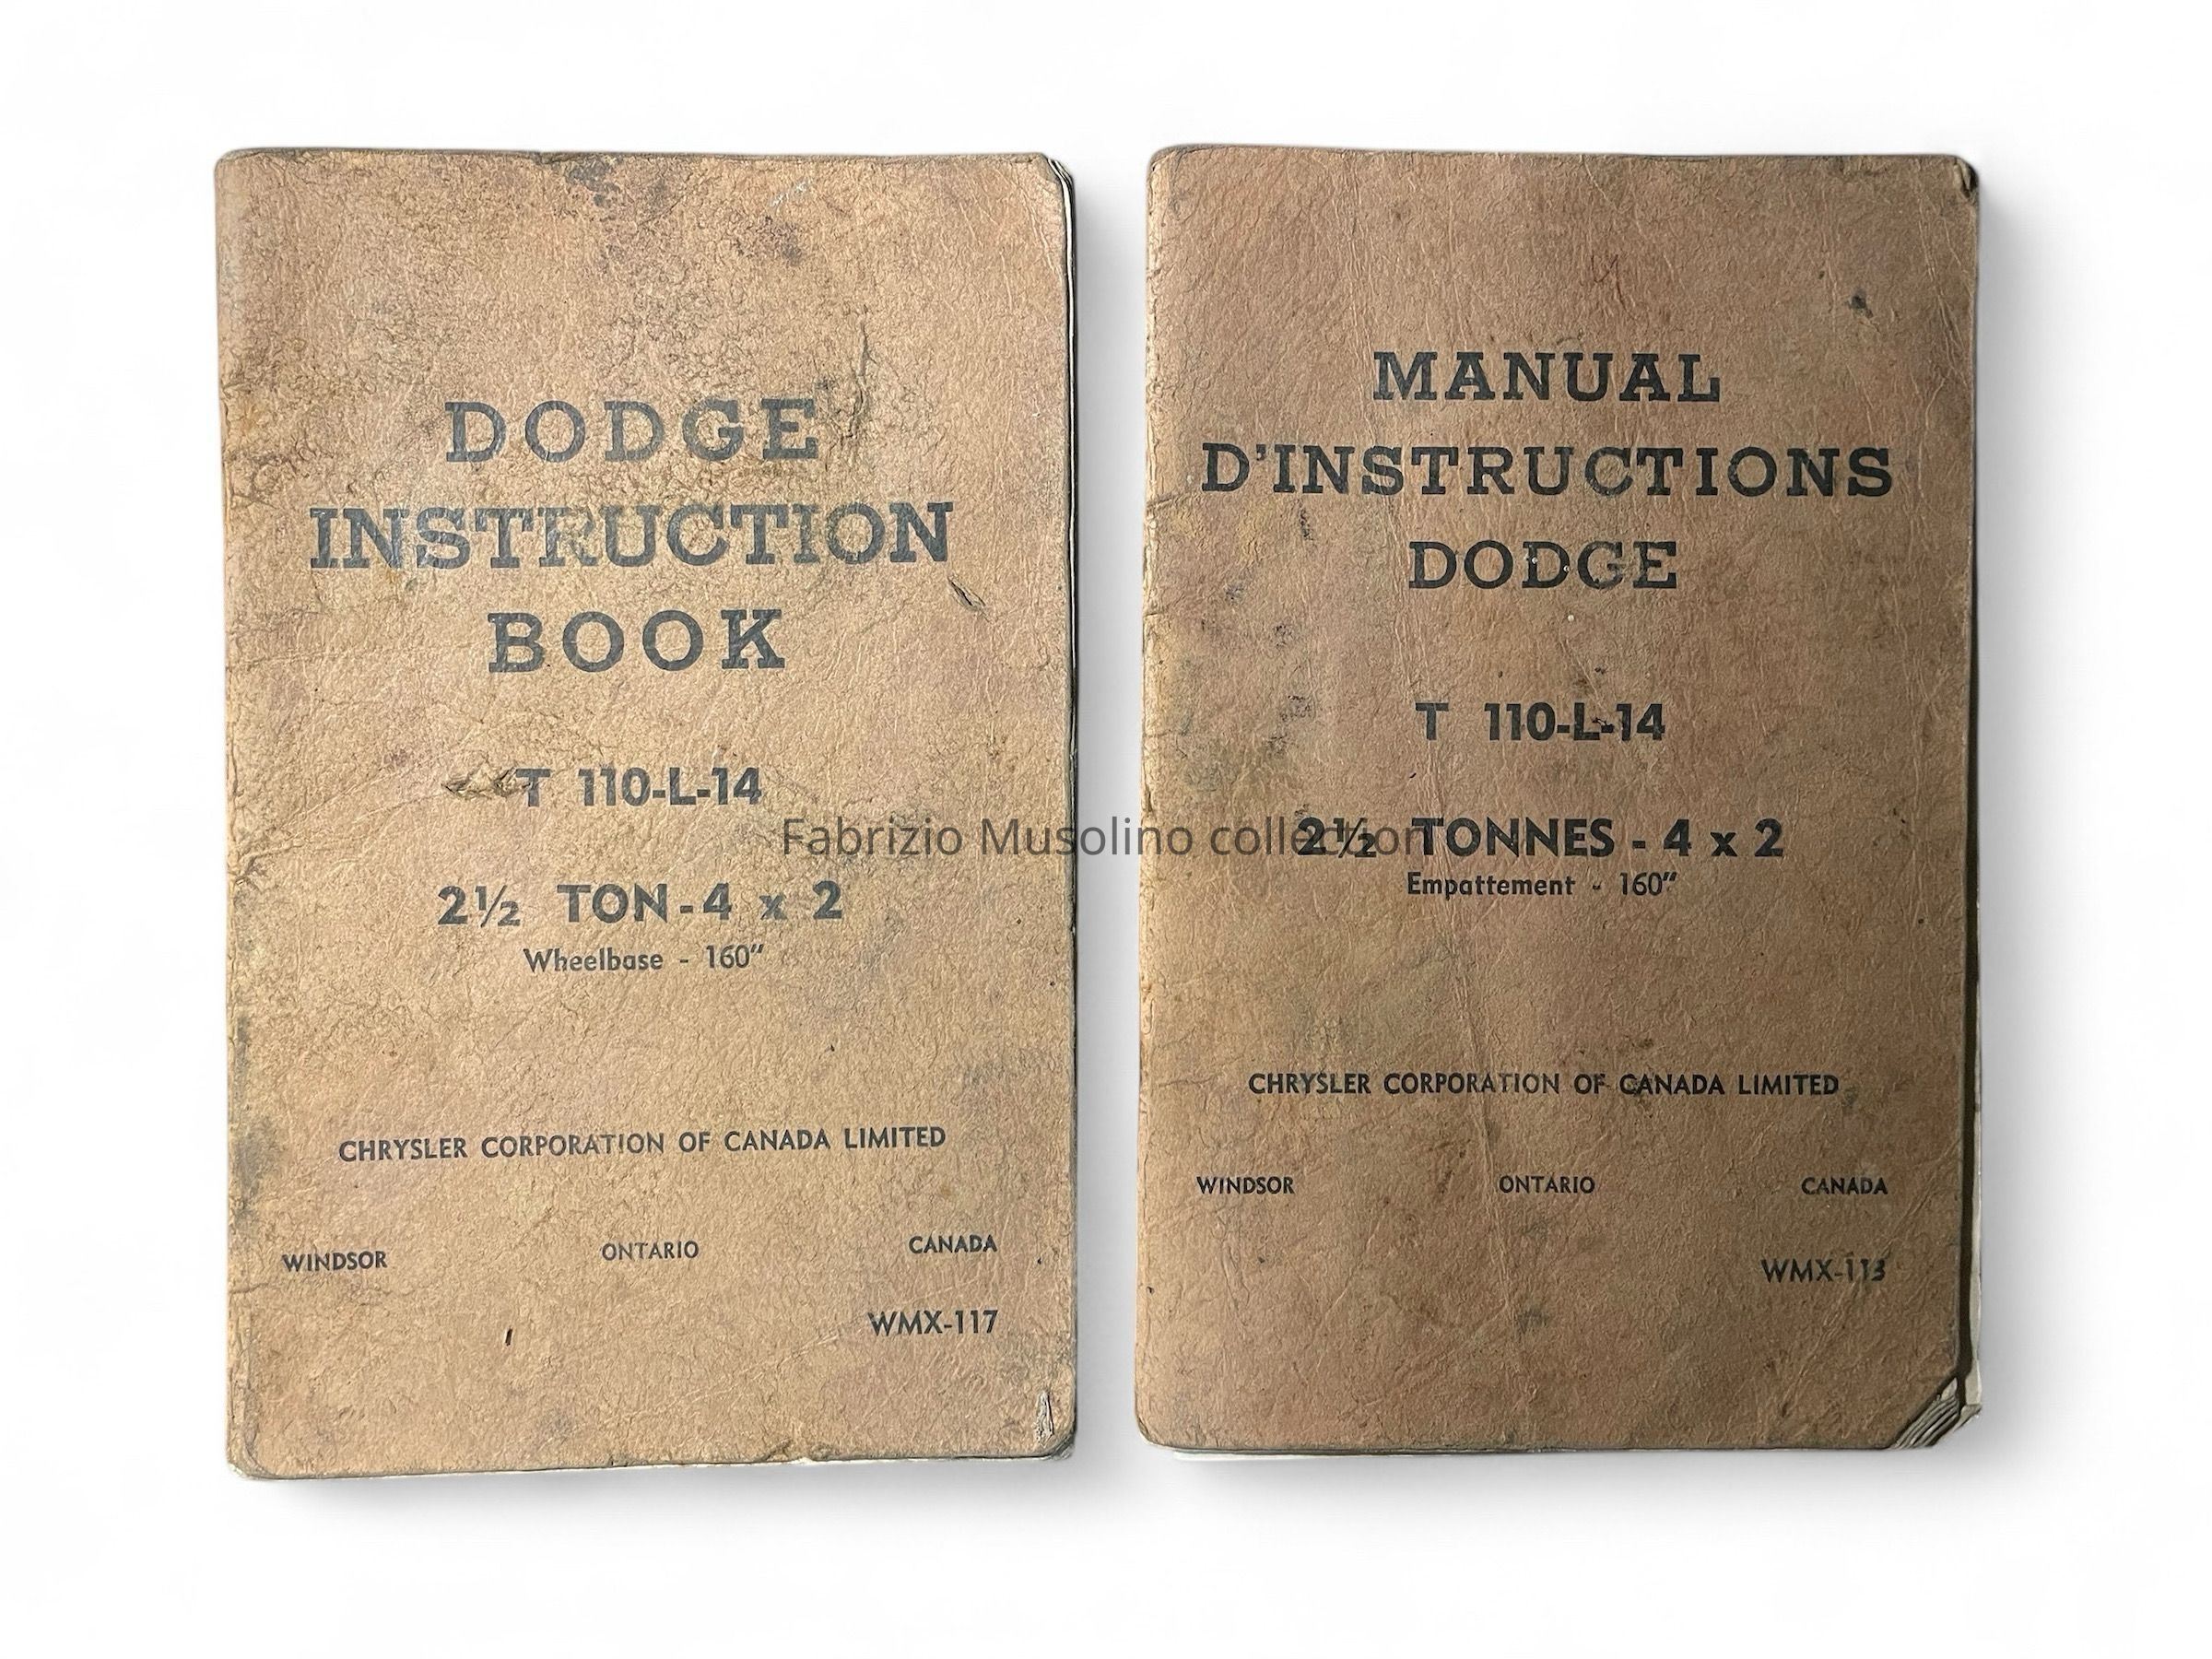 DODGE
INSTRUCTION
BOOK
T 110-L-14
2½ TON - 4 x 2
Wheelbase - 160"
CHRYSLER CORPORATION OF CANADA LIMITED
WINDSOR ONTARIO CANADA
WMX-117
MANUAL
D'INSTRUCTIONS
DODGE
T 110-L-14
2½ TONNES - 4 x 2
Empattement - 160"
CHRYSLER CORPORATION OF CANADA LIMITED
WINDSOR ONTARIO CANADA
WMX-113
Fabrizio Musolino collection